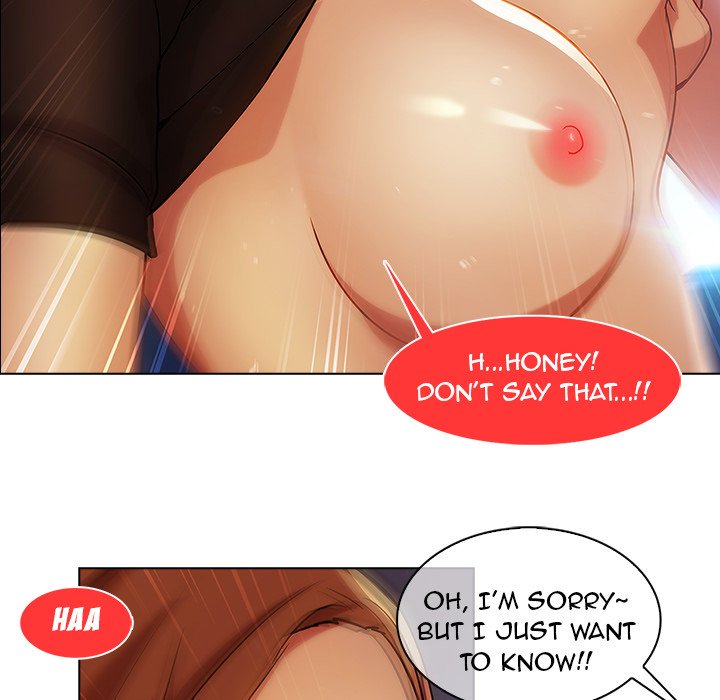 H...HONEY!
DON'T SAY THAT...!!
HAA
OH, I'M SORRY~
BUT I JUST WANT
TO KNOW!!